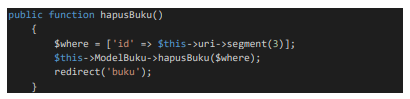 public function hapusBuku()
{
$where = ['id' => $this->uri->segment(3)];
$this->ModelBuku->hapusBuku($where);
redirect('buku');
}